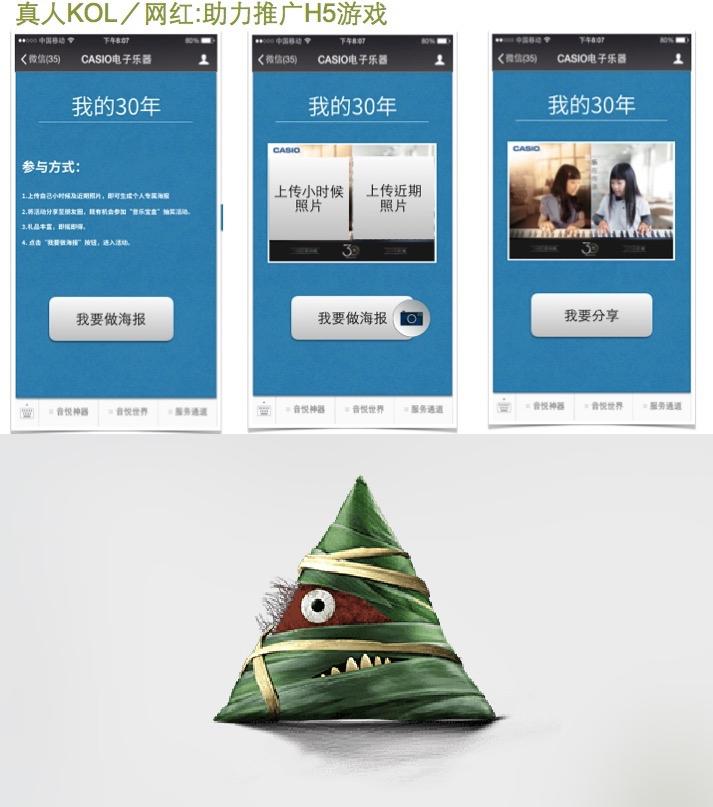 真人KOL／网红:助力推广H5游戏
中国移动 下午8:07 80%
微信(35) CASIO电子乐器
我的30年
参与方式：
1.上传自己小时候及近期照片，即可生成个人专属海报
2.将活动分享至朋友圈，既有机会参加“音乐宝盒”抽奖活动。
3.礼品丰富，即摇即得。
4. 点击“我要做海报”按钮，进入活动。
我要做海报
音悦神器 音悦世界 服务通道
中国移动 下午8:07 80%
微信(35) CASIO电子乐器
我的30年
CASIO
上传小时候
照片
上传近期
照片
30
我要做海报
音悦神器 音悦世界 服务通道
中国移动 下午8:07 80%
微信(35) CASIO电子乐器
我的30年
CASIO
30
我要分享
音悦神器 音悦世界 服务通道